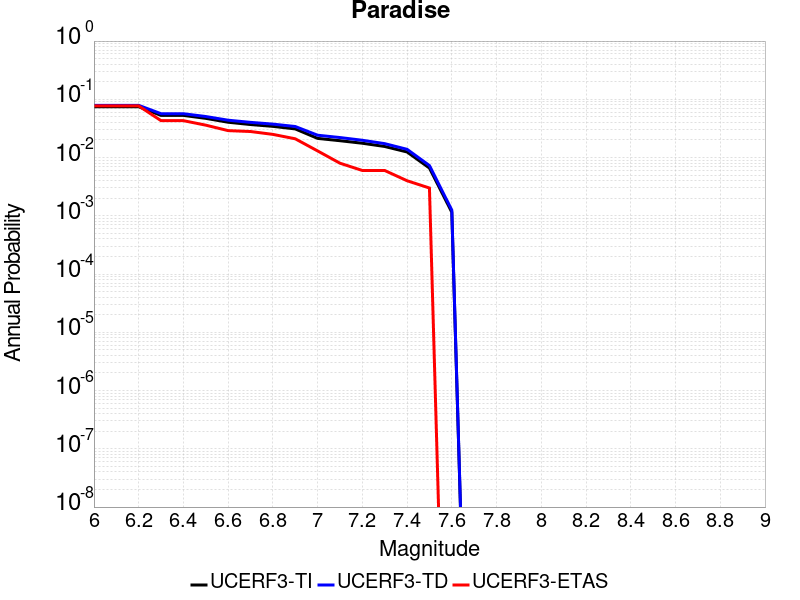 Paradise
10^0
10^-1
10^-2
10^-3
10^-4
10^-5
10^-6
10^-7
10^-8
Annual Probability
6 6.2 6.4 6.6 6.8 7 7.2 7.4 7.6 7.8 8 8.2 8.4 8.6 8.8 9
Magnitude
UCERF3-TI UCERF3-TD UCERF3-ETAS